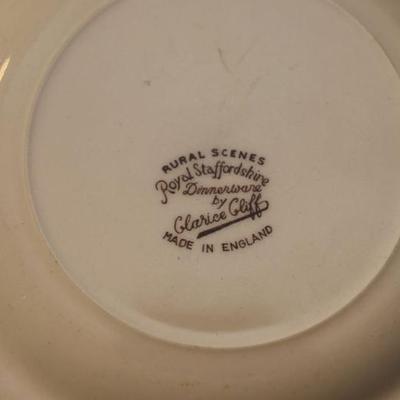 RURAL SCENES
Royal Staffordshire
Dinnerware
by
Clarice Cliff
MADE IN ENGLAND